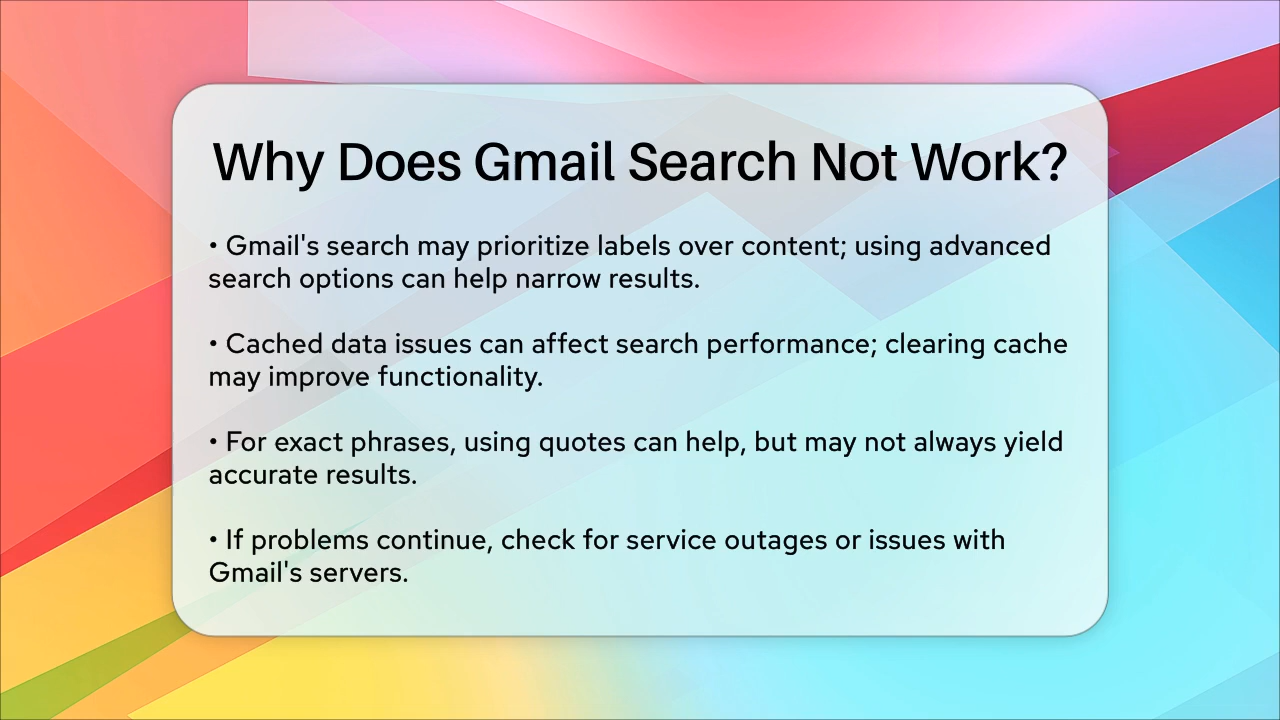 Why Does Gmail Search Not Work?
• Gmail's search may prioritize labels over content; using advanced
search options can help narrow results.
• Cached data issues can affect search performance; clearing cache
may improve functionality.
• For exact phrases, using quotes can help, but may not always yield
accurate results.
• If problems continue, check for service outages or issues with
Gmail's servers.